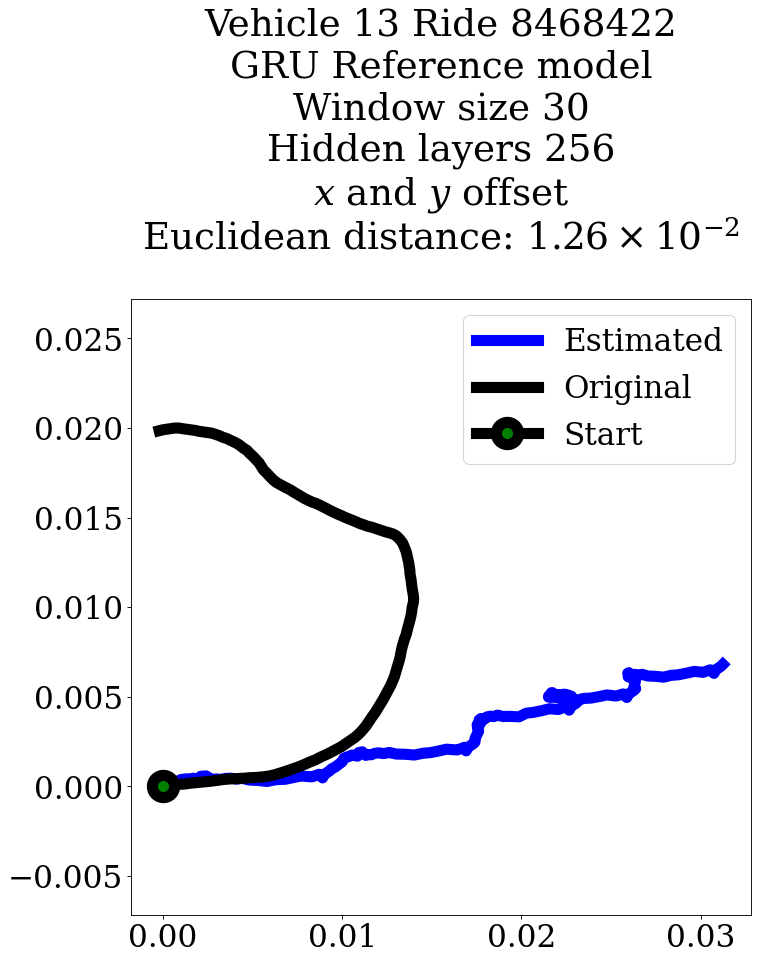 Vehicle 13 Ride 8468422
GRU Reference model
Window size 30
Hidden layers 256
x and y offset
Euclidean distance: 1.26 × 10⁻²
Estimated
Original
Start
0.025
0.020
0.015
0.010
0.005
0.000
−0.005
0.00 0.01 0.02 0.03